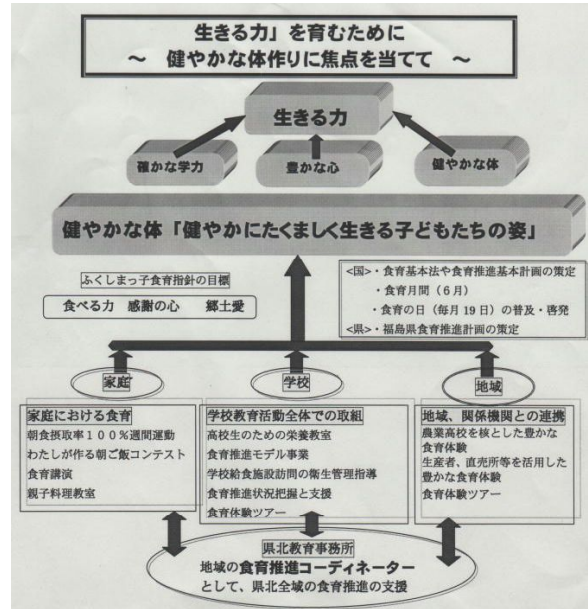 生きる力」を育むために
～ 健やかな体作りに焦点を当てて ～
生きる力
確かな学力
豊かな心
健やかな体
健やかな体「健やかにたくましく生きる子どもたちの姿」
ふくしまっ子食育指針の目標
食べる力 感謝の心 郷土愛
<国>・食育基本法や食育推進基本計画の策定
・食育月間（６月）
・食育の日（毎月19日）の普及・啓発
<県>・福島県食育推進計画の策定
家庭
学校
地域
家庭における食育
朝食摂取率１００％週間運動
わたしが作る朝ご飯コンテスト
食育講演
親子料理教室
学校教育活動全体での取組
高校生のための栄養教室
食育推進モデル事業
学校給食施設訪問の衛生管理指導
食育推進状況把握と支援
食育体験ツアー
地域、関係機関との連携
農業高校を核とした豊かな
食育体験
生産者、直売所等を活用した
豊かな食育体験
食育体験ツアー
県北教育事務所
地域の食育推進コーディネーター
として、県北全域の食育推進の支援